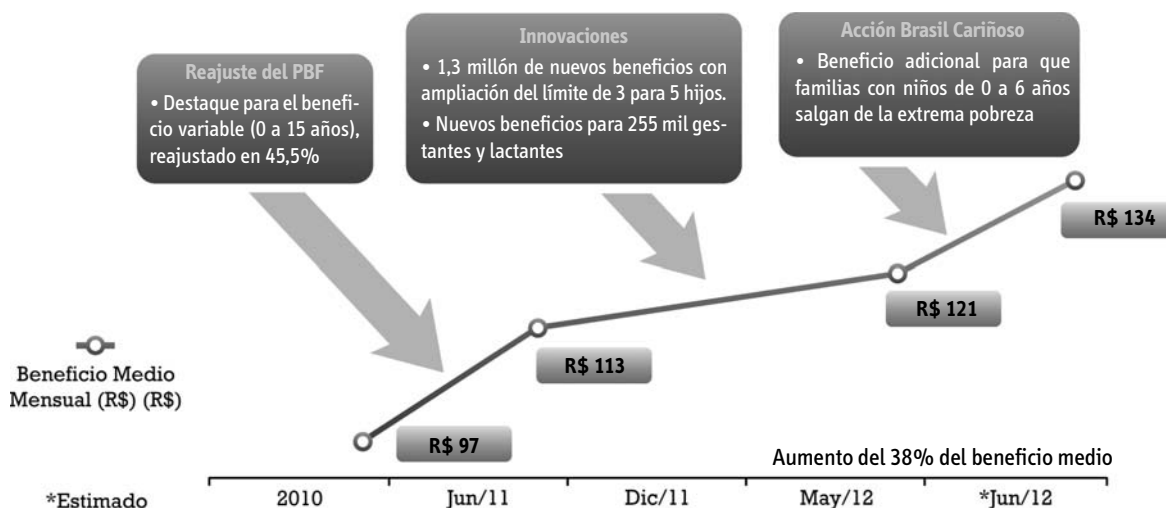 Reajuste del PBF
• Destaque para el benefi-
cio variable (0 a 15 años),
reajustado en 45,5%
Innovaciones
• 1,3 millón de nuevos beneficios con
ampliación del límite de 3 para 5 hijos.
• Nuevos beneficios para 255 mil ges-
tantes y lactantes
Acción Brasil Cariñoso
• Beneficio adicional para que
familias con niños de 0 a 6 años
salgan de la extrema pobreza
R$ 134
R$ 121
R$ 113
R$ 97
Beneficio Medio
Mensual (R$) (R$)
Aumento del 38% del beneficio medio
*Estimado
2010
Jun/11
Dic/11
May/12
*Jun/12